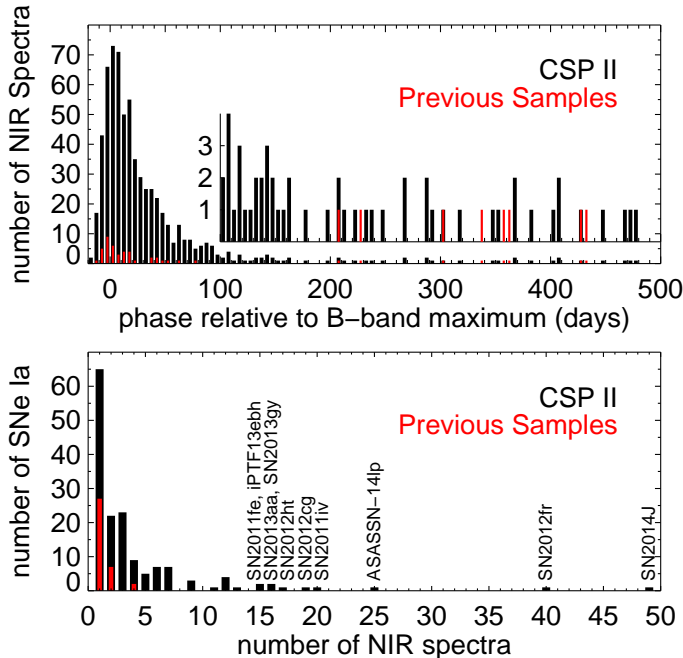 number of NIR Spectra
70
60
50
40
30
20
10
0
CSP II
Previous Samples
3
2
1
0 100 200 300 400 500
phase relative to B−band maximum (days)
number of SNe Ia
60
50
40
30
20
10
0
CSP II
Previous Samples
SN2011fe, iPTF13ebh
SN2013aa, SN2013gy
SN2012ht
SN2012cg
SN2011iv
ASASSN−14lp
SN2012fr
SN2014J
0 5 10 15 20 25 30 35 40 45 50
number of NIR spectra